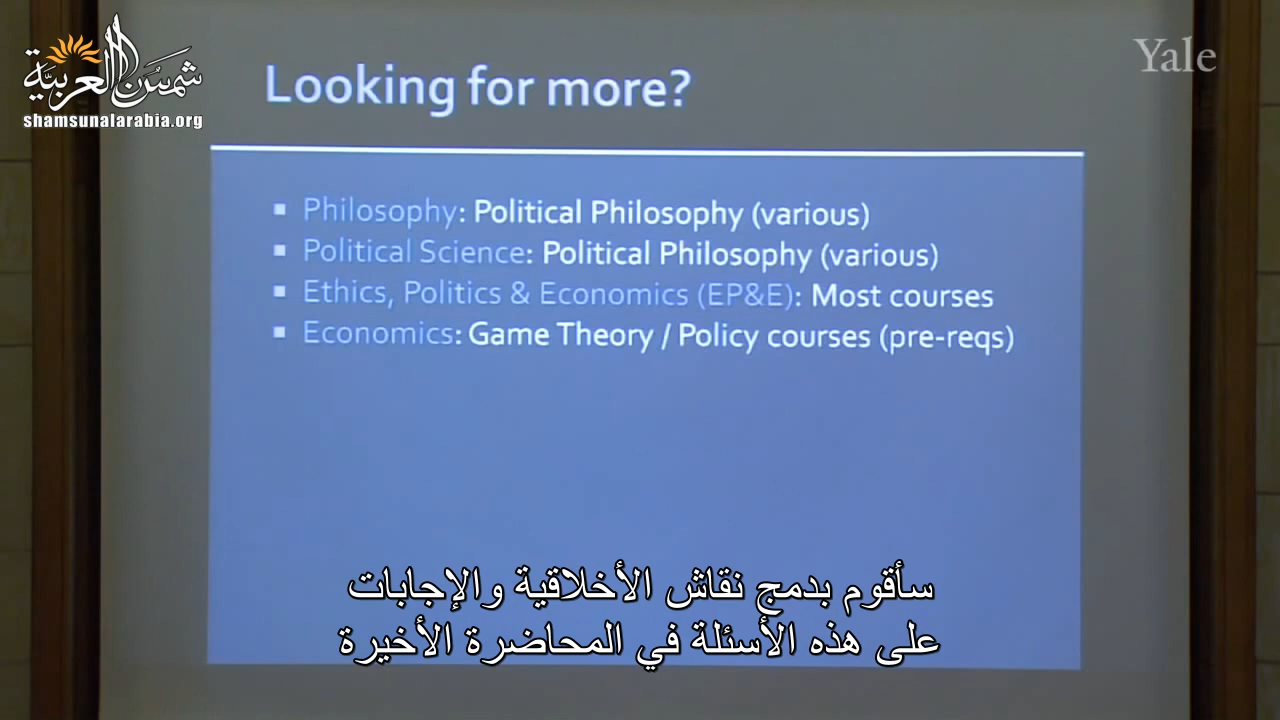 شمس العربية
shamsunalarabia.org
Yale
Looking for more?
▪ Philosophy: Political Philosophy (various)
▪ Political Science: Political Philosophy (various)
▪ Ethics, Politics & Economics (EP&E): Most courses
▪ Economics: Game Theory / Policy courses (pre-reqs)
سأقوم بدمج نقاش الأخلاقية والإجابات
على هذه الأسئلة في المحاضرة الأخيرة